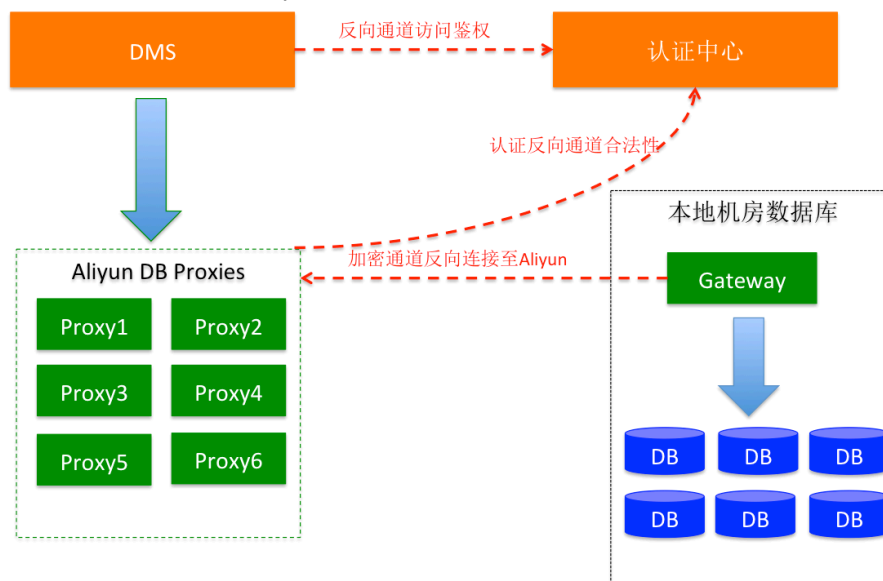 DMS
反向通道访问鉴权
认证中心
认证反向通道合法性
本地机房数据库
Aliyun DB Proxies
加密通道反向连接至Aliyun
Gateway
Proxy1
Proxy2
Proxy3
Proxy4
Proxy5
Proxy6
DB
DB
DB
DB
DB
DB